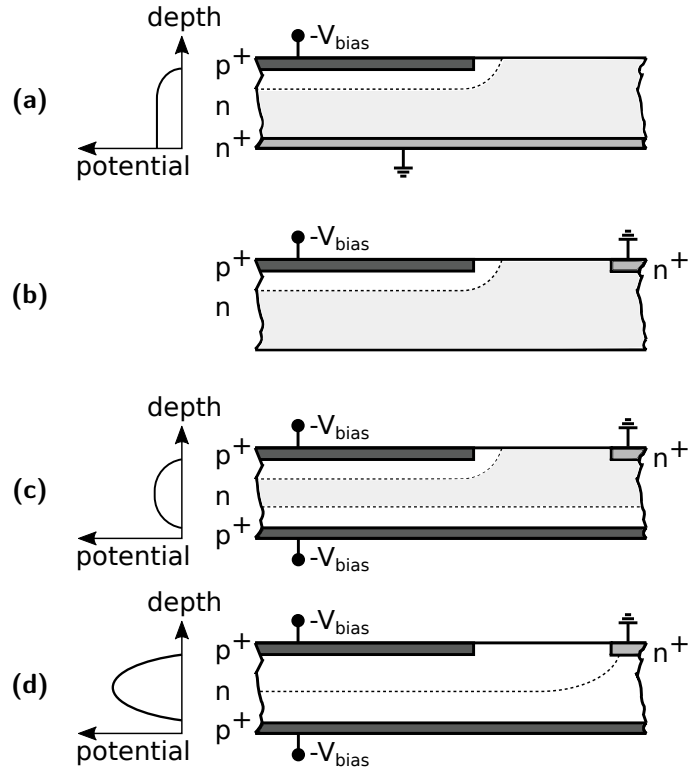 depth
-V_bias
p⁺
(a)
n
n⁺
potential
-V_bias
p⁺
n⁺
(b)
n
depth
-V_bias
p⁺
n⁺
(c)
n
p⁺
potential
-V_bias
depth
-V_bias
p⁺
n⁺
(d)
n
p⁺
potential
-V_bias